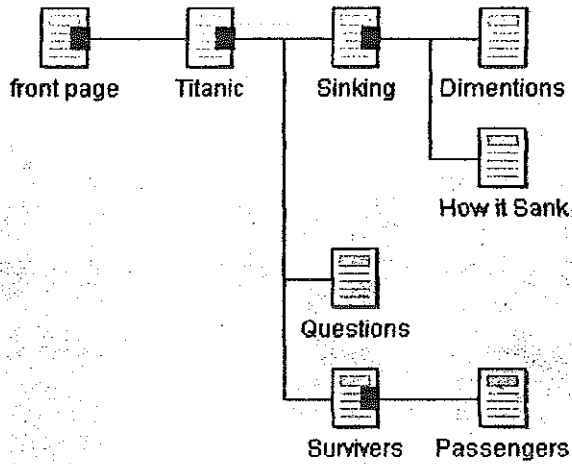 front page
Titanic
Sinking
Dimentions
How it Sank
Questions
Survivers
Passengers